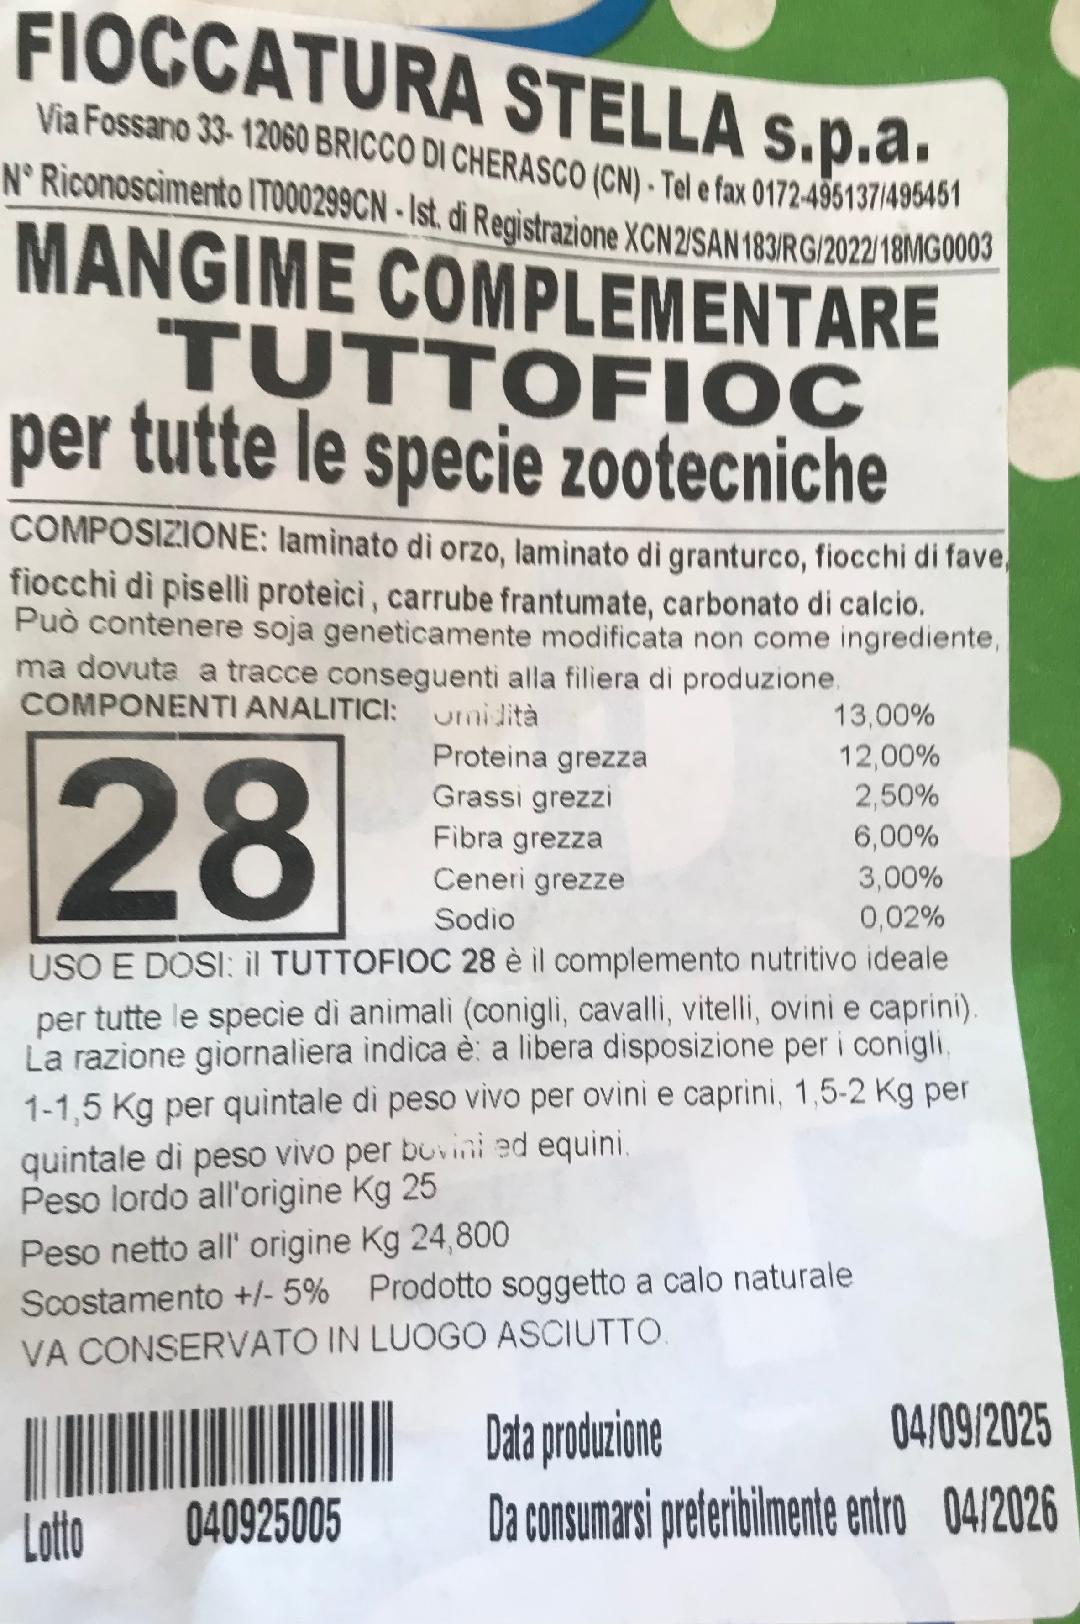 FIOCCATURA STELLA s.p.a.
Via Fossano 33- 12060 BRICCO DI CHERASCO (CN) - Tel e fax 0172-495137/495451
N° Riconoscimento IT000299CN - Ist. di Registrazione XCN2/SAN183/RG/2022/18MG0003
MANGIME COMPLEMENTARE
TUTTOFIOC
per tutte le specie zootecniche
COMPOSIZIONE: laminato di orzo, laminato di granturco, fiocchi di fave,
fiocchi di piselli proteici , carrube frantumate, carbonato di calcio.
Può contenere soja geneticamente modificata non come ingrediente,
ma dovuta a tracce conseguenti alla filiera di produzione.
COMPONENTI ANALITICI: Umidità 13,00%
28
Proteina grezza 12,00%
Grassi grezzi 2,50%
Fibra grezza 6,00%
Ceneri grezze 3,00%
Sodio 0,02%
USO E DOSI: il TUTTOFIOC 28 è il complemento nutritivo ideale
per tutte le specie di animali (conigli, cavalli, vitelli, ovini e caprini).
La razione giornaliera indica è: a libera disposizione per i conigli,
1-1,5 Kg per quintale di peso vivo per ovini e caprini, 1,5-2 Kg per
quintale di peso vivo per bovini ed equini.
Peso lordo all'origine Kg 25
Peso netto all' origine Kg 24,800
Scostamento +/- 5% Prodotto soggetto a calo naturale
VA CONSERVATO IN LUOGO ASCIUTTO.
Data produzione 04/09/2025
Lotto 040925005
Da consumarsi preferibilmente entro 04/2026